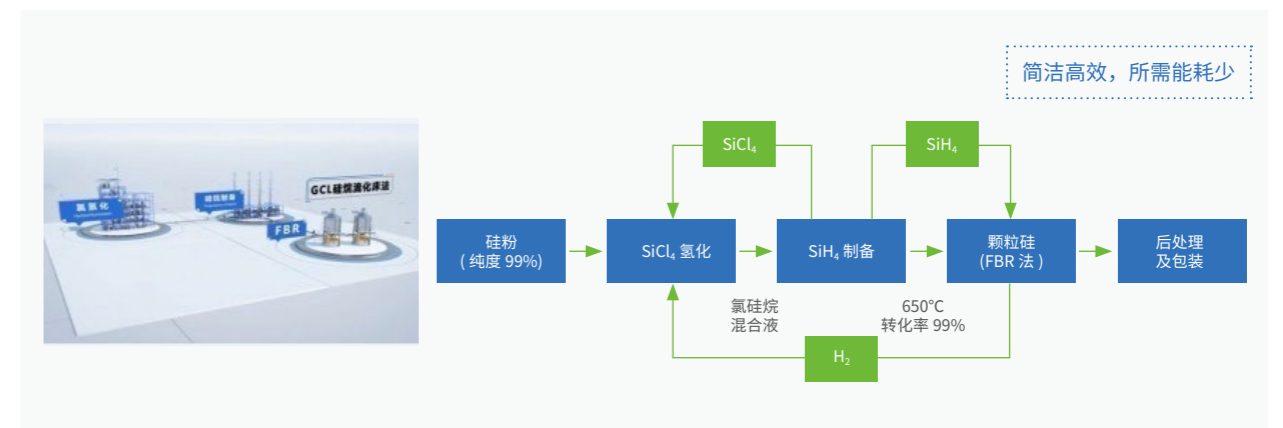 简洁高效，所需能耗少
SiCl₄
SiH₄
GCL硅烷流化床法
氯氢化
硅烷制备
FBR
硅粉
( 纯度 99%)
SiCl₄ 氢化
SiH₄ 制备
颗粒硅
(FBR 法 )
后处理
及包装
氯硅烷
混合液
650℃
转化率 99%
H₂